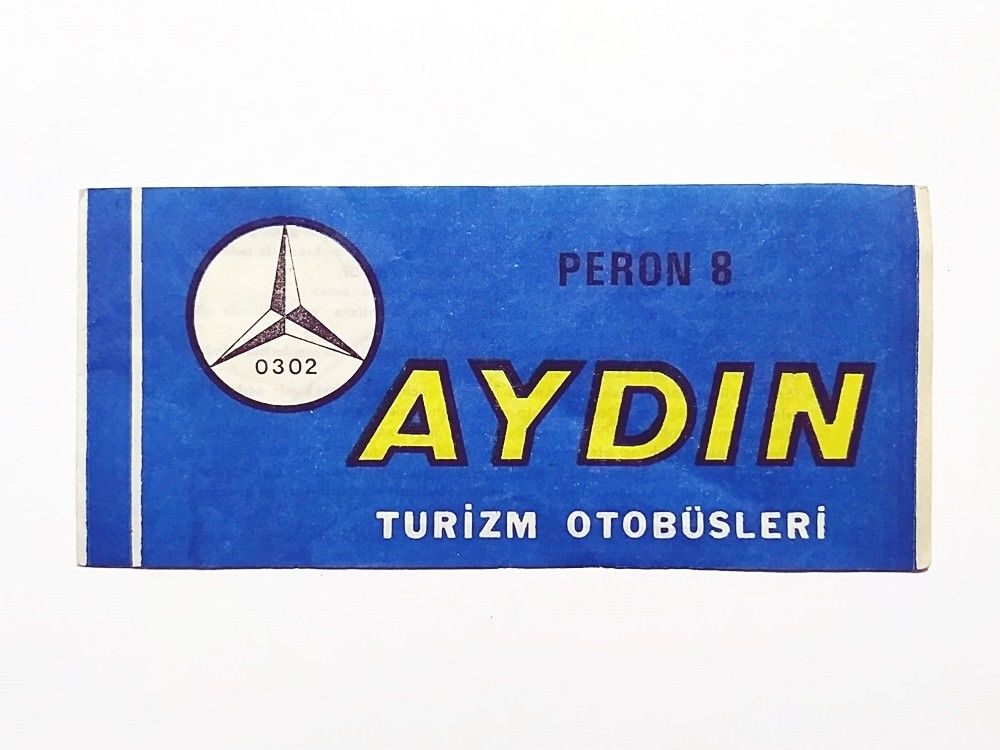 PERON 8
0302
AYDIN
TURİZM OTOBÜSLERİ